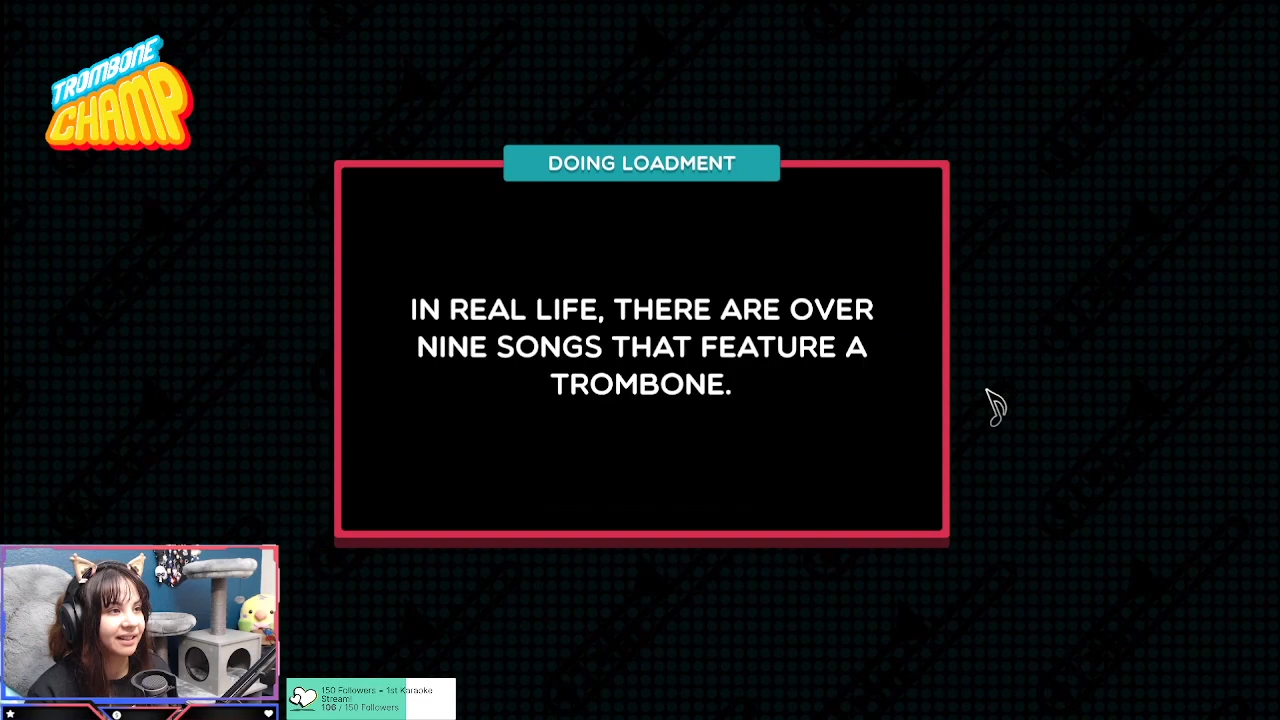 TROMBONE
CHAMP
DOING LOADMENT
IN REAL LIFE, THERE ARE OVER
NINE SONGS THAT FEATURE A
TROMBONE.
150 Followers = 1st Karaoke
Stream!
106 / 150 Followers